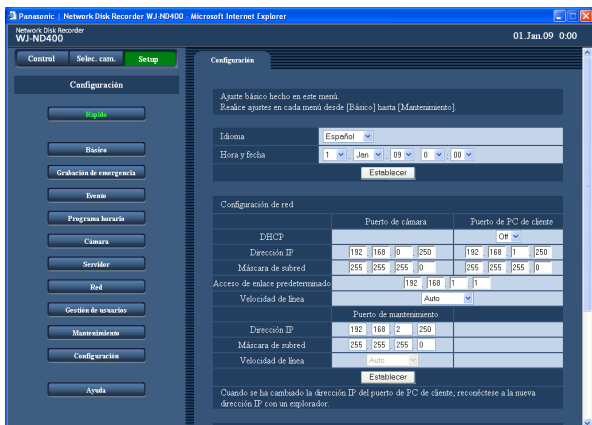 Panasonic | Network Disk Recorder WJ-ND400 - Microsoft Internet Explorer
Network Disk Recorder
WJ-ND400
01.Jan.09 0:00
Control Selec. cam. Setup
Configuración
Rápido
Básico
Grabación de emergencia
Evento
Programa horario
Cámara
Servidor
Red
Gestión de usuarios
Mantenimiento
Configuración
Ayuda
Configuración
Ajuste básico hecho en este menú.
Realice ajustes en cada menú desde [Básico] hasta [Mantenimiento].
Idioma Español
Hora y fecha 1 . Jan . 09 0 : 00
Establecer
Configuración de red
Puerto de cámara Puerto de PC de cliente
DHCP Off
Dirección IP 192 . 168 . 0 . 250 192 . 168 . 1 . 250
Máscara de subred 255 . 255 . 255 . 0 255 . 255 . 255 . 0
Acceso de enlace predeterminado 192 . 168 . 1 . 1
Velocidad de línea Auto
Puerto de mantenimiento
Dirección IP 192 . 168 . 2 . 250
Máscara de subred 255 . 255 . 255 . 0
Velocidad de línea Auto
Establecer
Cuando se ha cambiado la dirección IP del puerto de PC de cliente, reconéctese a la nueva
dirección IP con un explorador.